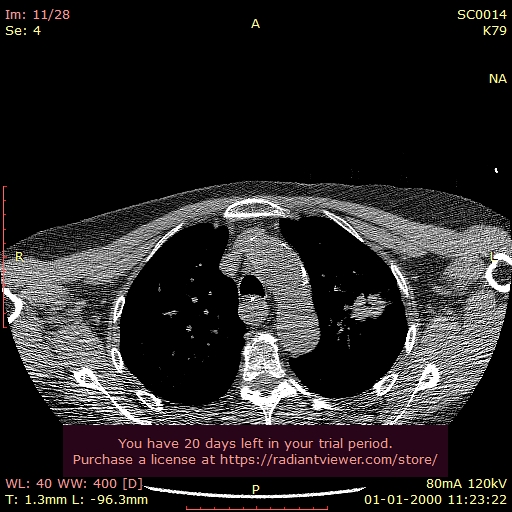 Im: 11/28
SC0014
Se: 4
A
K79
NA
R
L
You have 20 days left in your trial period.
Purchase a license at https://radiantviewer.com/store/
WL: 40 WW: 400 [D]
P
80mA 120kV
T: 1.3mm L: -96.3mm
01-01-2000 11:23:22